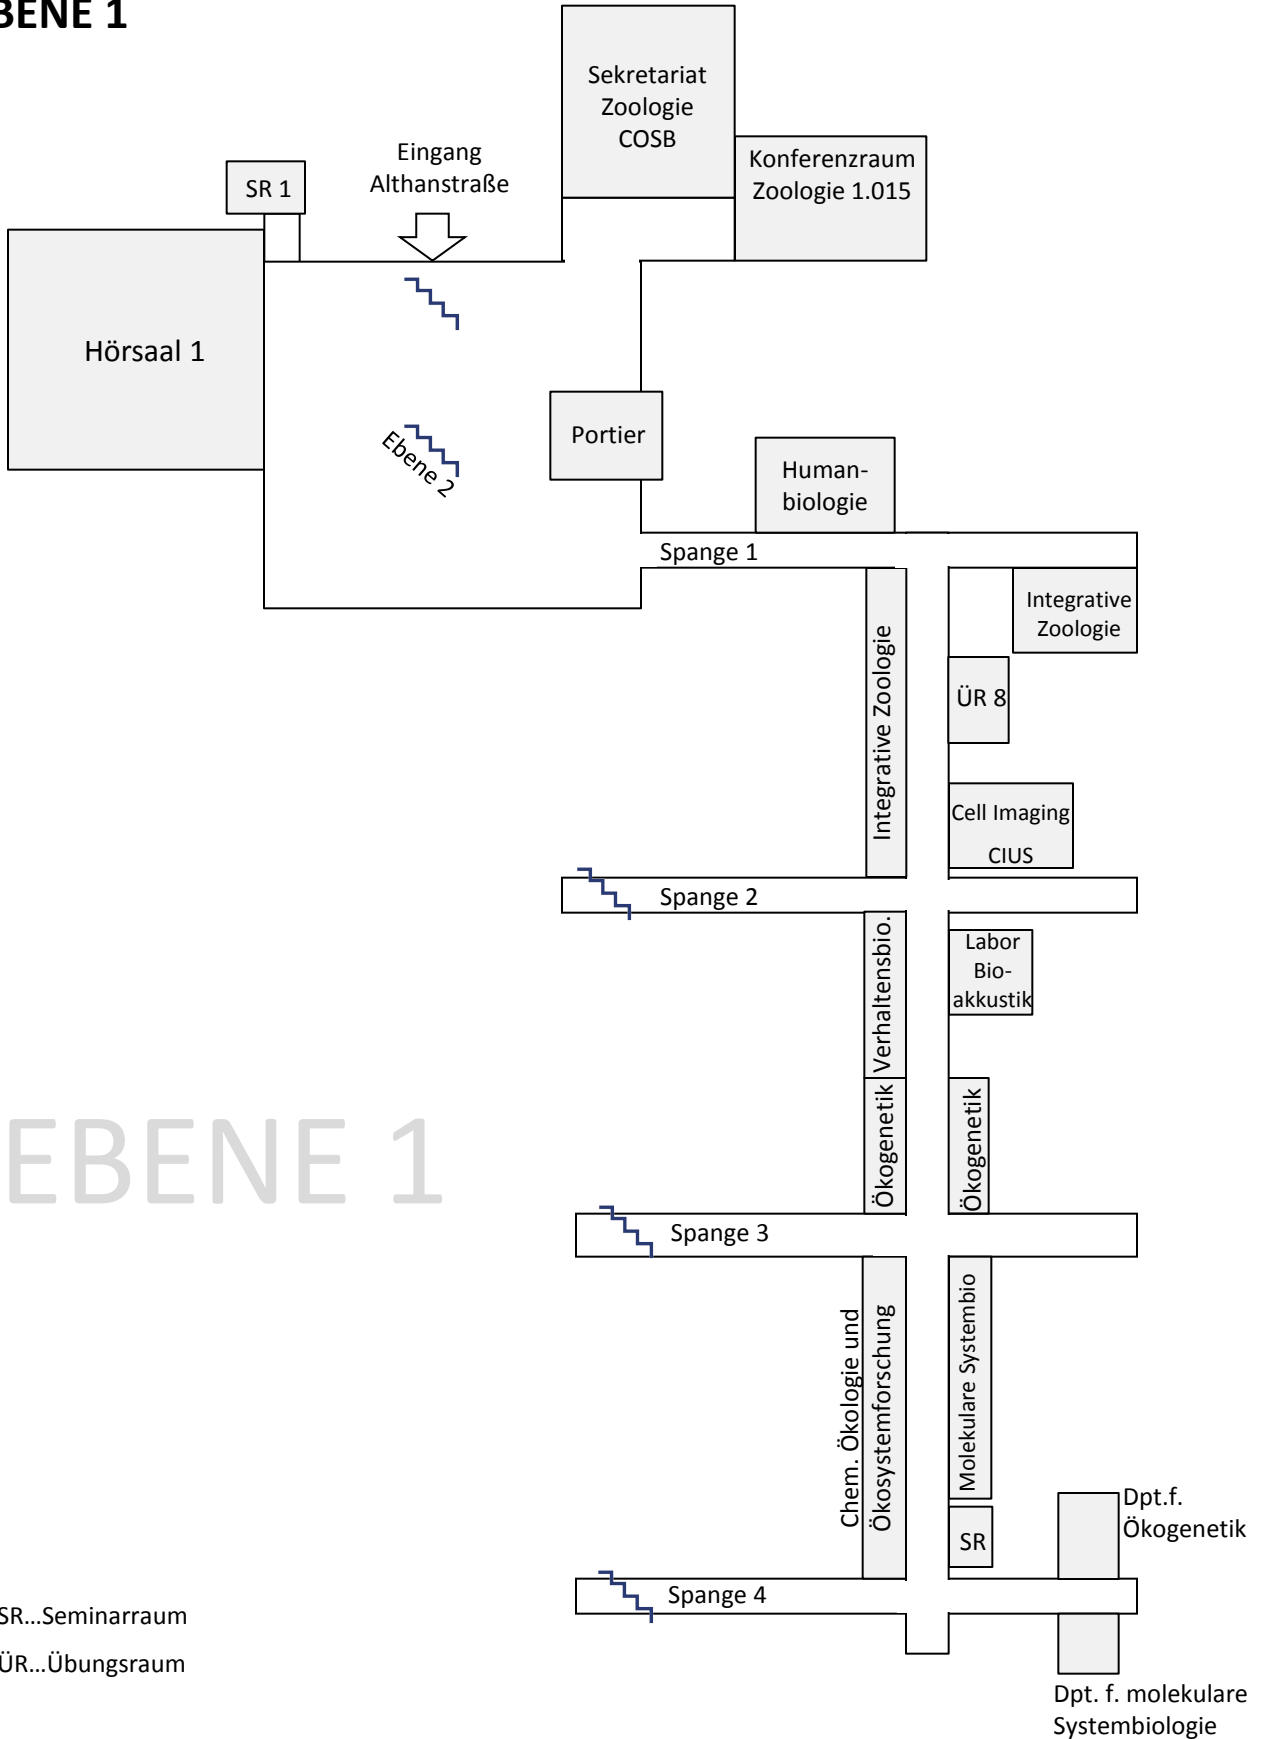 BENE 1
Sekretariat
Zoologie
COSB
Eingang
Althanstraße
Konferenzraum
Zoologie 1.015
SR 1
Hörsaal 1
Portier
Ebene 2
Human-
biologie
Spange 1
Integrative
Zoologie
Integrative Zoologie
ÜR 8
Cell Imaging
CIUS
Spange 2
Verhaltensbio.
Labor
Bio-
akkustik
Ökogenetik
Ökogenetik
EBENE 1
Spange 3
Chem. Ökologie und
Ökosystemforschung
Molekulare Systembio
Dpt.f.
Ökogenetik
SR
Spange 4
SR...Seminarraum
ÜR...Übungsraum
Dpt. f. molekulare
Systembiologie